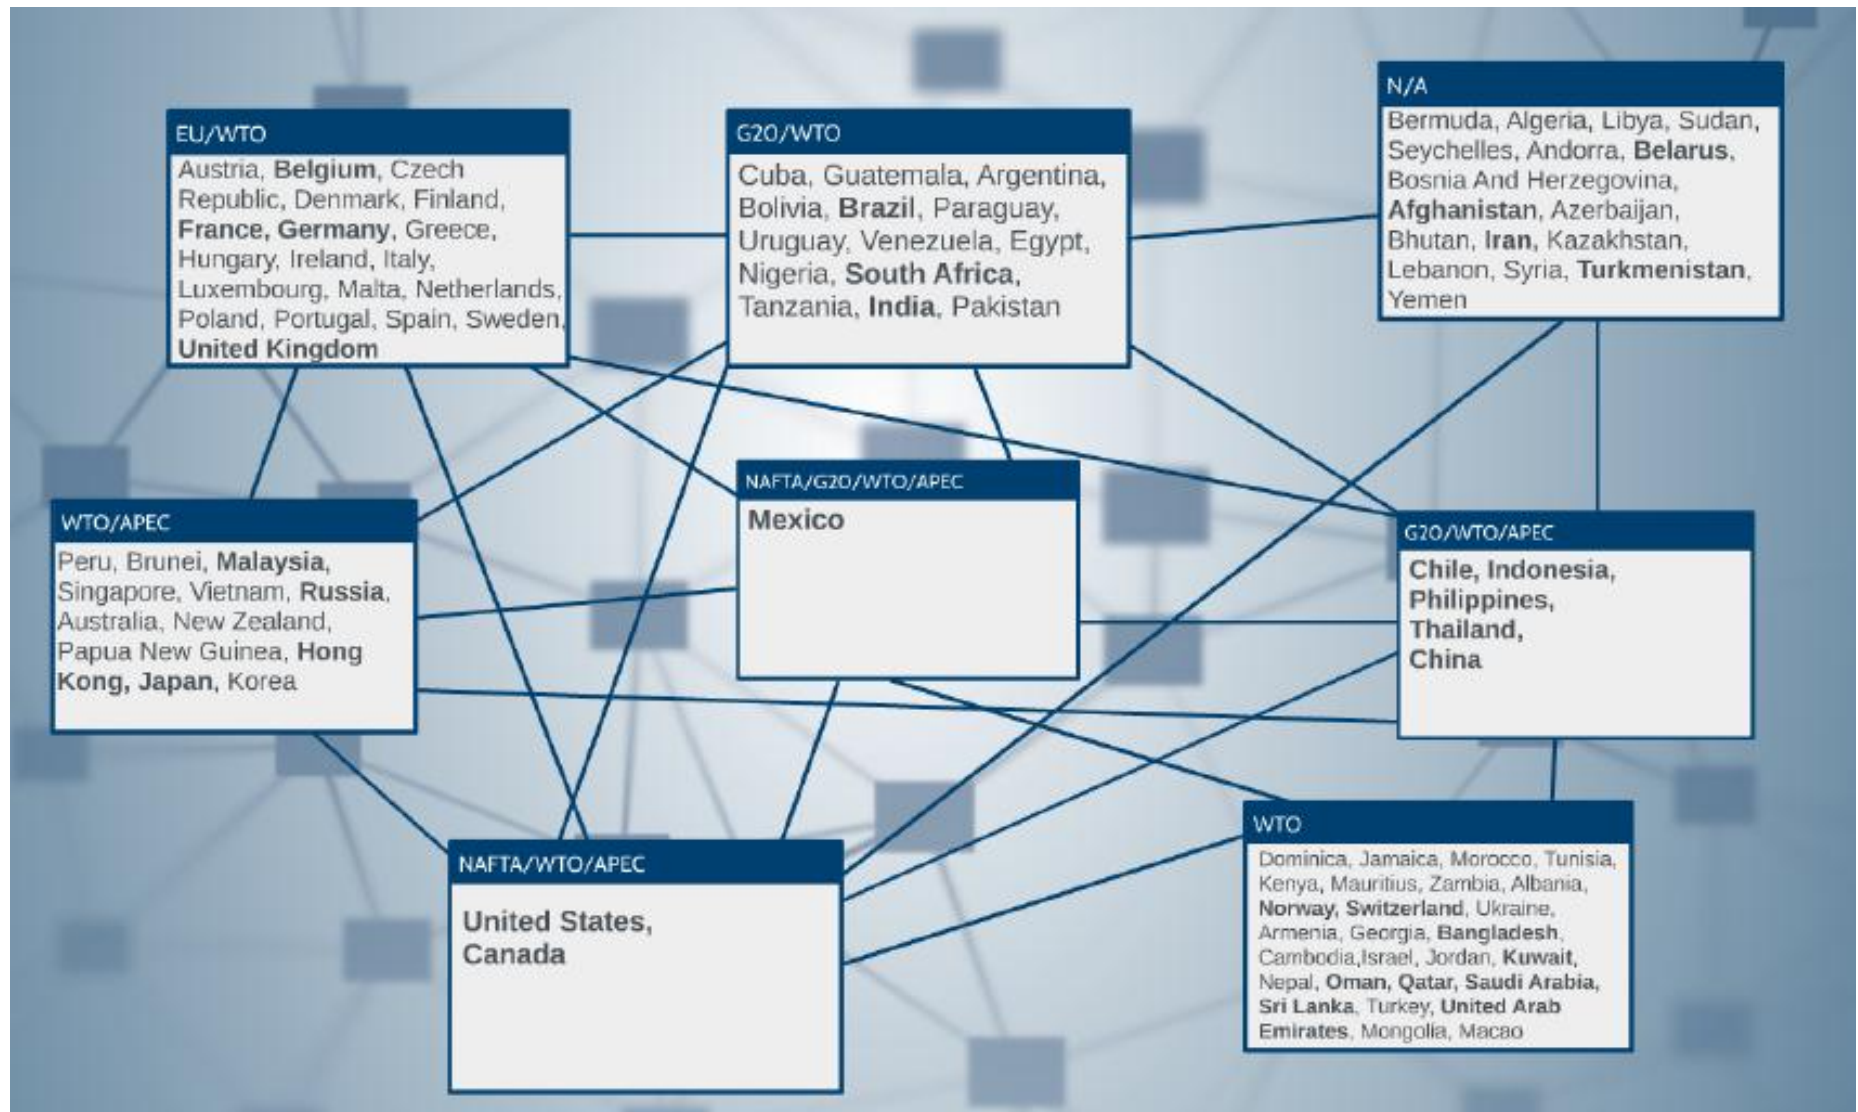 EU/WTO
Austria, Belgium, Czech
Republic, Denmark, Finland,
France, Germany, Greece,
Hungary, Ireland, Italy,
Luxembourg, Malta, Netherlands,
Poland, Portugal, Spain, Sweden,
United Kingdom
G20/WTO
Cuba, Guatemala, Argentina,
Bolivia, Brazil, Paraguay,
Uruguay, Venezuela, Egypt,
Nigeria, South Africa,
Tanzania, India, Pakistan
N/A
Bermuda, Algeria, Libya, Sudan,
Seychelles, Andorra, Belarus,
Bosnia And Herzegovina,
Afghanistan, Azerbaijan,
Bhutan, Iran, Kazakhstan,
Lebanon, Syria, Turkmenistan,
Yemen
WTO/APEC
Peru, Brunei, Malaysia,
Singapore, Vietnam, Russia,
Australia, New Zealand,
Papua New Guinea, Hong
Kong, Japan, Korea
NAFTA/G20/WTO/APEC
Mexico
G20/WTO/APEC
Chile, Indonesia,
Philippines,
Thailand,
China
NAFTA/WTO/APEC
United States,
Canada
WTO
Dominica, Jamaica, Morocco, Tunisia,
Kenya, Mauritius, Zambia, Albania,
Norway, Switzerland, Ukraine,
Armenia, Georgia, Bangladesh,
Cambodia,Israel, Jordan, Kuwait,
Nepal, Oman, Qatar, Saudi Arabia,
Sri Lanka, Turkey, United Arab
Emirates, Mongolia, Macao